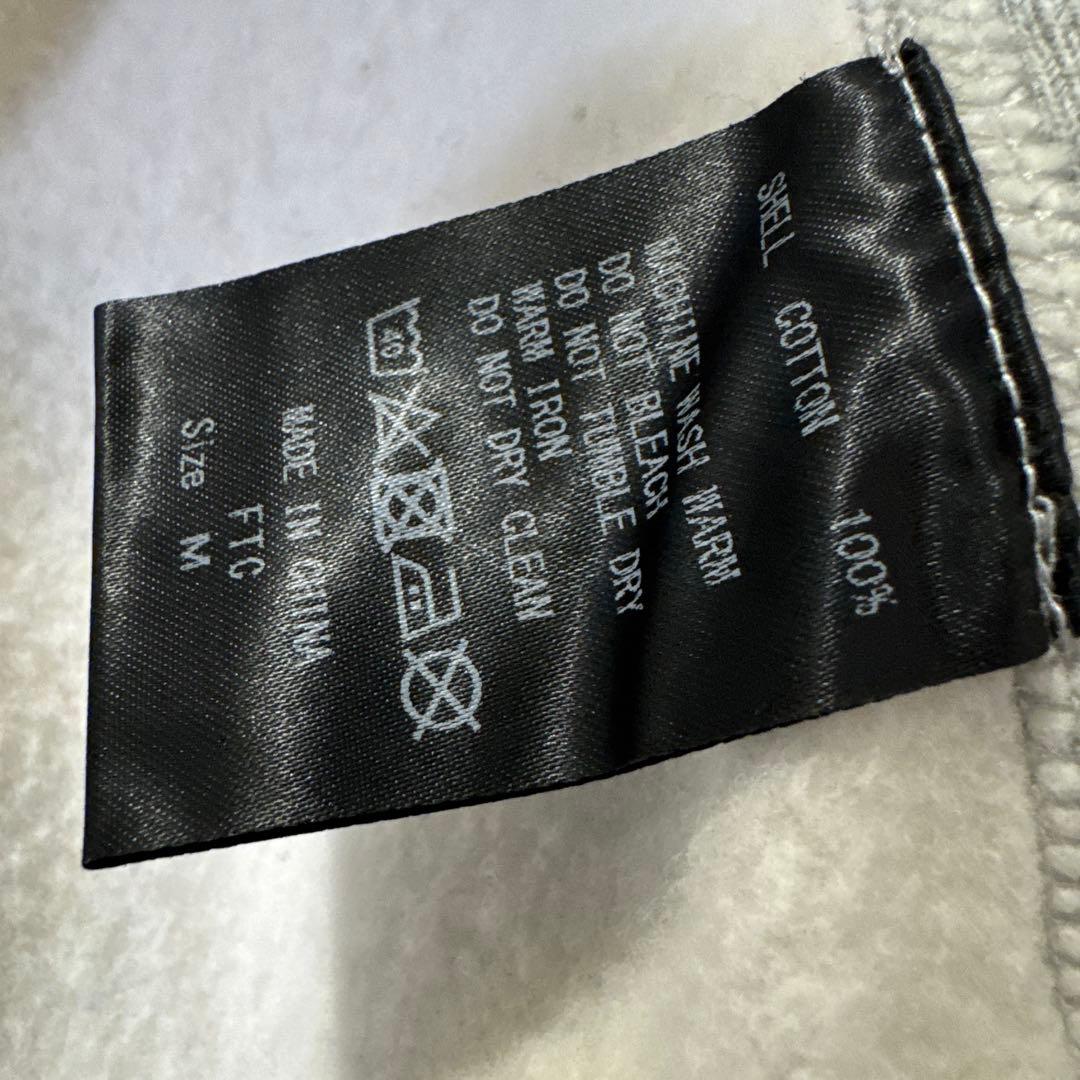 SHELL COTTON 100%
MACHINE WASH WARM
DO NOT BLEACH
DO NOT TUMBLE DRY
WARM IRON
DO NOT DRY CLEAN
40
MADE IN CHINA
FTC
Size M